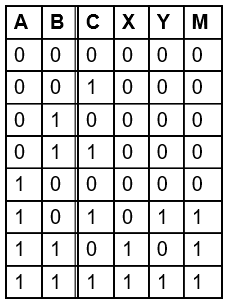 A B C X Y M
0 0 0 0 0 0
0 0 1 0 0 0
0 1 0 0 0 0
0 1 1 0 0 0
1 0 0 0 0 0
1 0 1 0 1 1
1 1 0 1 0 1
1 1 1 1 1 1